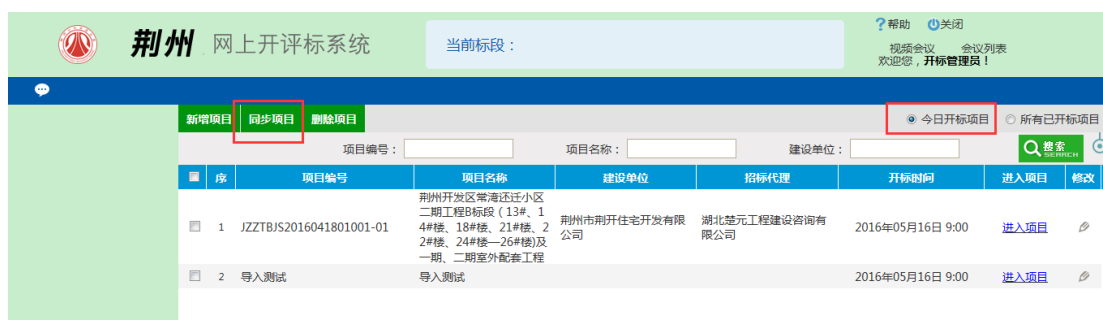 荆州 网上开评标系统
当前标段：
?帮助 关闭
视频会议 会议列表
欢迎您，开标管理员！
新增项目 同步项目 删除项目
今日开标项目 所有已开标项目
项目编号： 项目名称： 建设单位： 搜索 SEARCH
序 项目编号 项目名称 建设单位 招标代理 开标时间 进入项目 修改
1 JZZTBJS2016041801001-01
荆州开发区常湾还迁小区
二期工程B标段（13#、1
4#楼、18#楼、21#楼、2
2#楼、24#楼—26#楼)及
一期、二期室外配套工程
荆州市荆开住宅开发有限
公司
湖北楚元工程建设咨询有
限公司
2016年05月16日 9:00
进入项目
2 导入测试 导入测试 2016年05月16日 9:00 进入项目